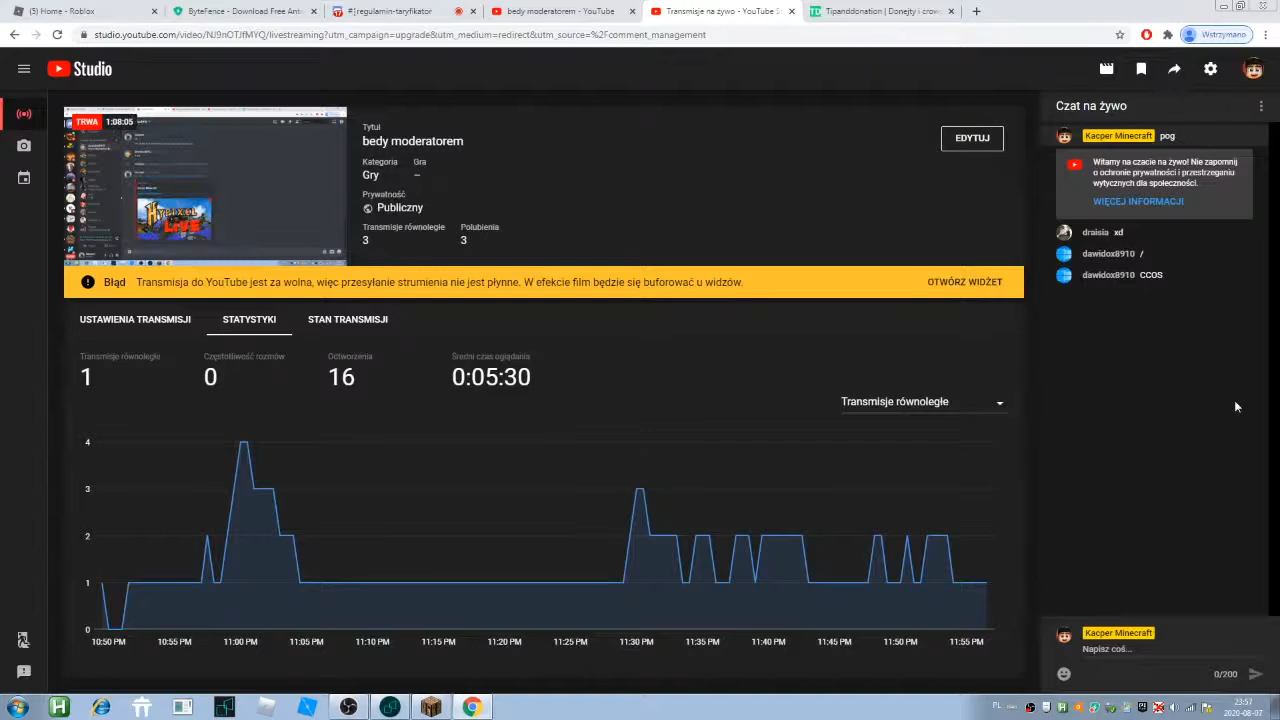 (5) Home - Roblox
ByteFence - Download Free Ant
#📋regulamin-taryfikator
bedy moderatorem - YouTube
Transmisje na żywo - YouTube S
Tipanddonation | Donejty i crow
studio.youtube.com/video/NJ9nOTJfMYQ/livestreaming?utm_campaign=upgrade&utm_medium=redirect&utm_source=%2Fcomment_management
Wstrzymano
Studio
TRWA 1:08:05
HYPIXEL LIVE
Tytuł
bedy moderatorem
EDYTUJ
Kategoria Gra
Gry –
Prywatność
Publiczny
Transmisje równoległe Polubienia
3 3
Błąd Transmisja do YouTube jest za wolna, więc przesyłanie strumienia nie jest płynne. W efekcie film będzie się buforować u widzów. OTWÓRZ WIDŻET
USTAWIENIA TRANSMISJI STATYSTYKI STAN TRANSMISJI
Transmisje równoległe Częstotliwość rozmów Odtworzenia Średni czas oglądania
1 0 16 0:05:30
Transmisje równoległe
4
3
2
1
0
10:50 PM 10:55 PM 11:00 PM 11:05 PM 11:10 PM 11:15 PM 11:20 PM 11:25 PM 11:30 PM 11:35 PM 11:40 PM 11:45 PM 11:50 PM 11:55 PM
Czat na żywo
Kacper Minecraft pog
Witamy na czacie na żywo! Nie zapomnij
o ochronie prywatności i przestrzeganiu
wytycznych dla społeczności.
WIĘCEJ INFORMACJI
draisia xd
dawidox8910 /
dawidox8910 CCOS
Kacper Minecraft
Napisz coś...
0/200
PL
23:57
2020-08-07